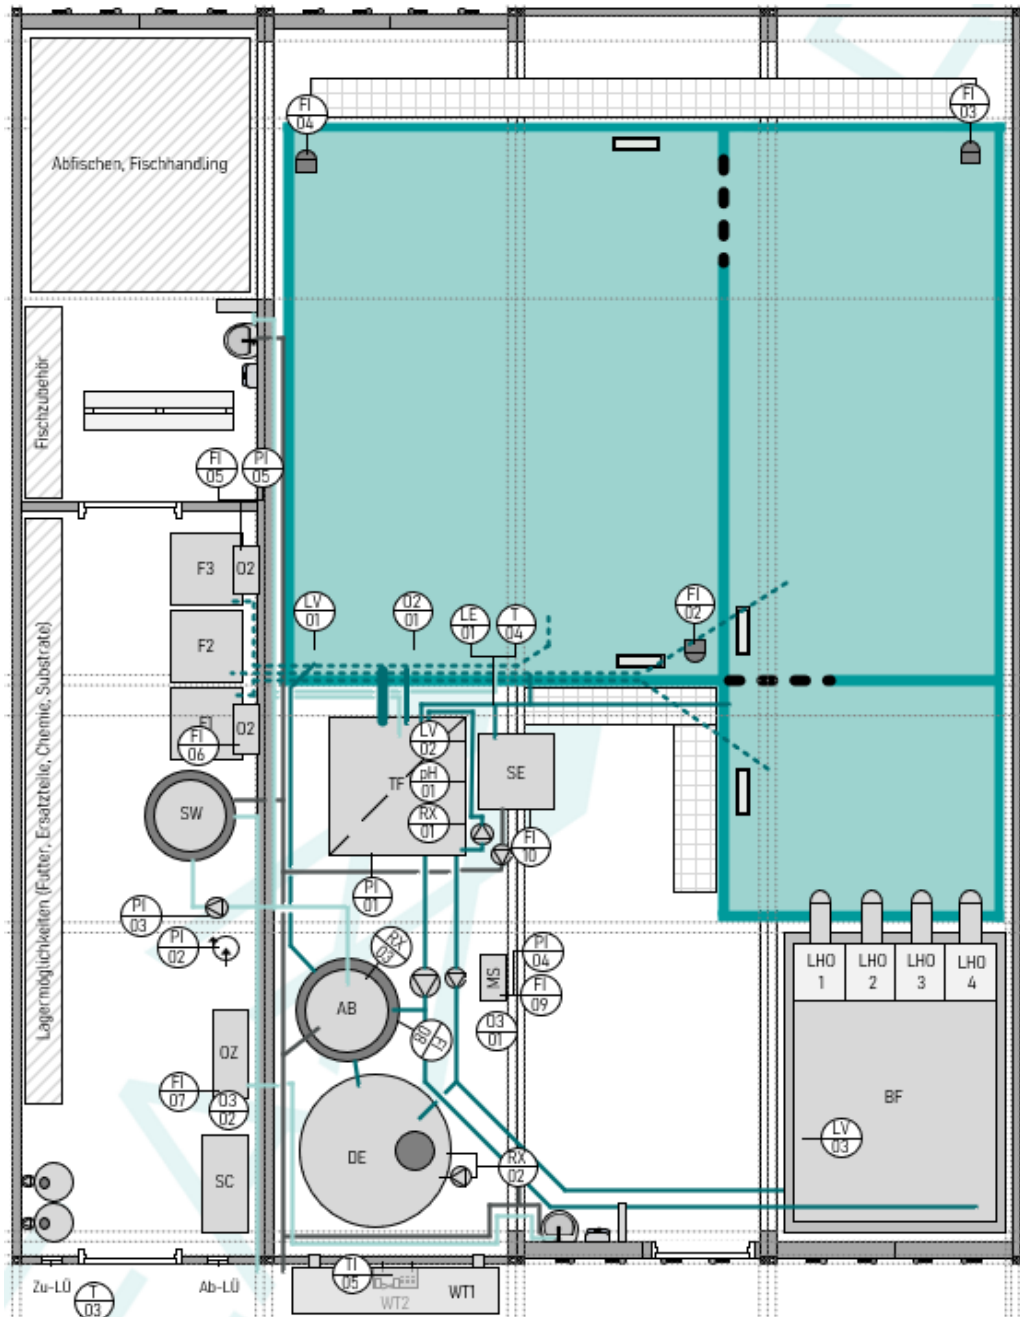 FI
04
FI
03
Abfischen, Fischhandling
Fischzubehör
FI
05
PI
05
F3
O2
F2
LV
01
O2
01
LE
01
T
04
FI
02
F1
O2
FI
06
LV
02
TF
pH
01
RX
01
SE
SW
FI
10
PI
01
Lagermöglichkeiten (Futter, Ersatzteile, Chemie, Substrate)
PI
03
PI
02
RX
03
PI
04
MS
FI
09
LHO
1
LHO
2
LHO
3
LHO
4
AB
O3
01
FI
08
OZ
FI
07
O3
02
BF
LV
03
DE
RX
02
SC
Zu-LÜ
T
03
Ab-LÜ
TI
05
WT2
WT1